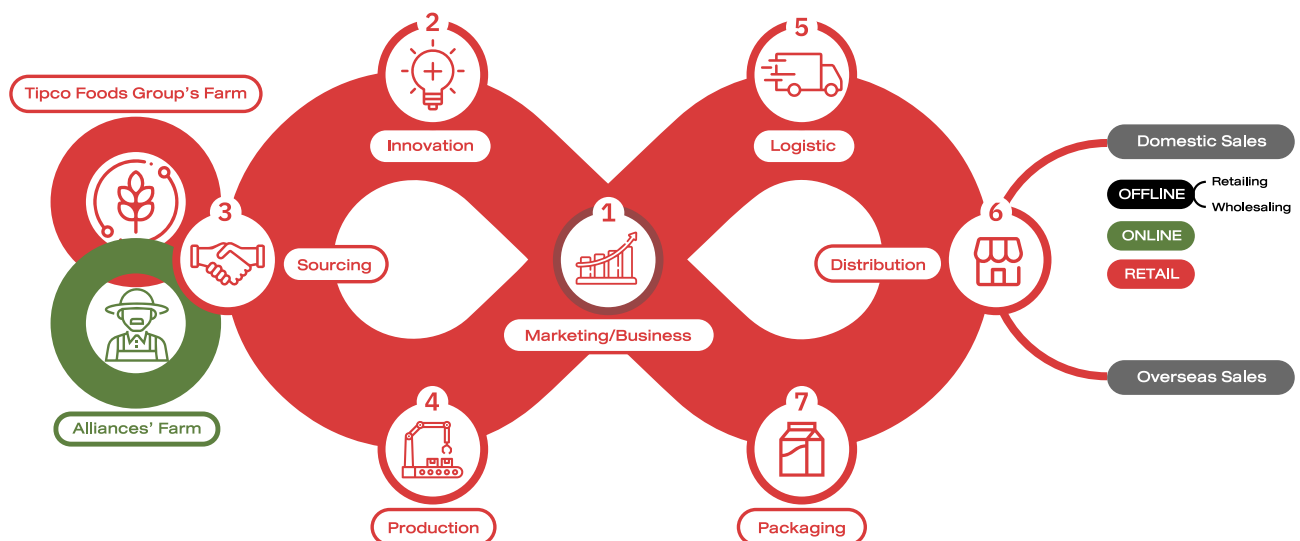 Tipco Foods Group's Farm
Alliances' Farm
1
Marketing/Business
2
Innovation
3
Sourcing
4
Production
5
Logistic
6
Distribution
7
Packaging
Domestic Sales
OFFLINE
Retailing
Wholesaling
ONLINE
RETAIL
Overseas Sales